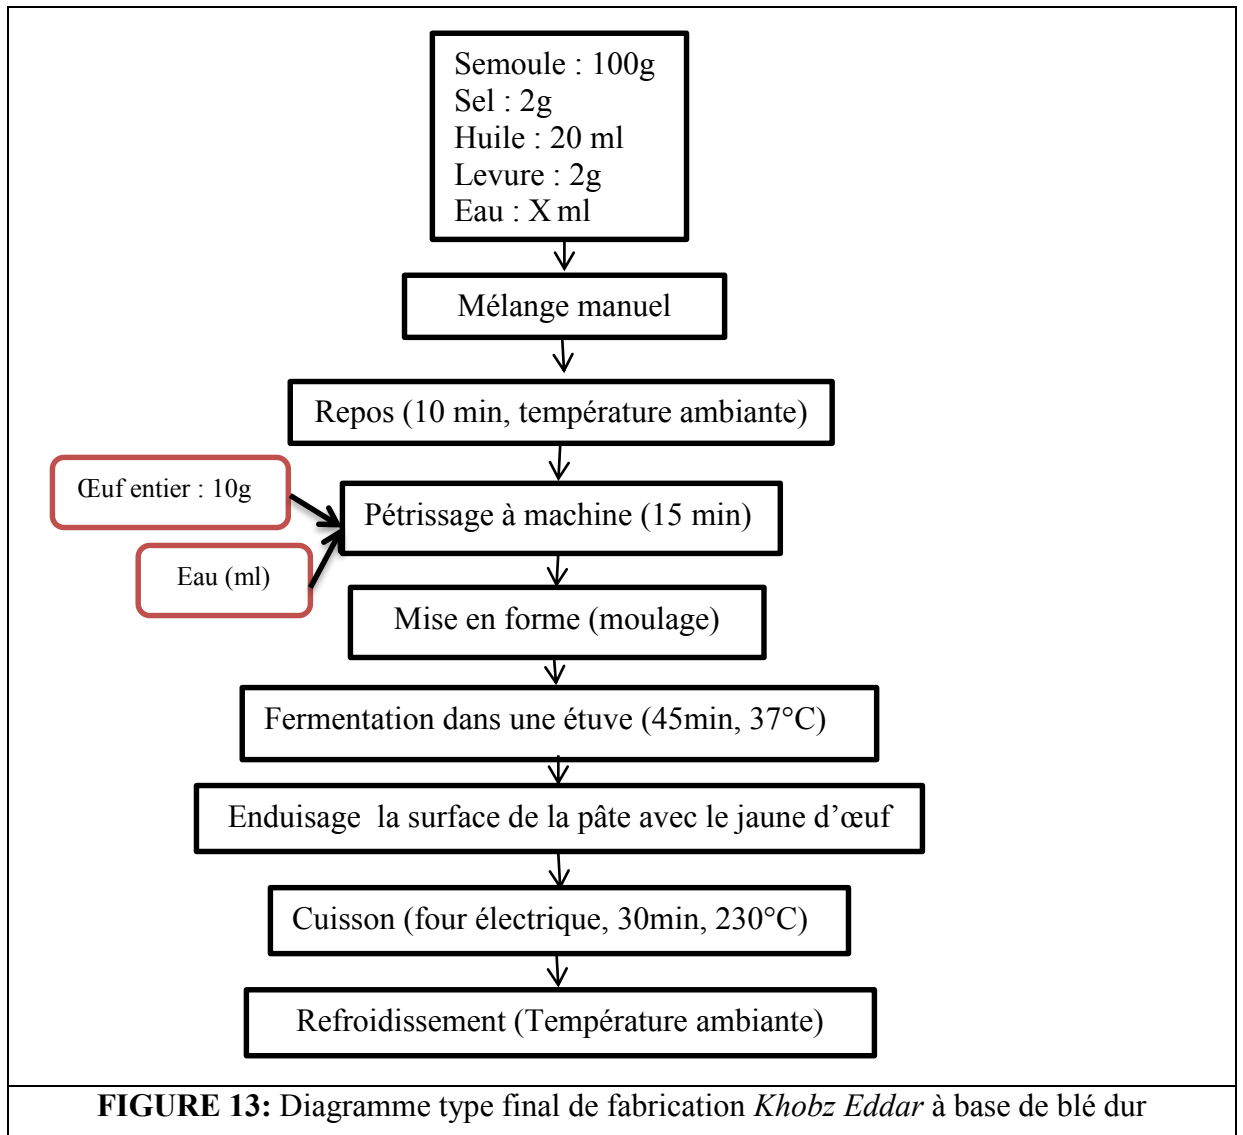 Semoule : 100g
Sel : 2g
Huile : 20 ml
Levure : 2g
Eau : X ml
Mélange manuel
Repos (10 min, température ambiante)
Œuf entier : 10g
Pétrissage à machine (15 min)
Eau (ml)
Mise en forme (moulage)
Fermentation dans une étuve (45min, 37°C)
Enduisage la surface de la pâte avec le jaune d’œuf
Cuisson (four électrique, 30min, 230°C)
Refroidissement (Température ambiante)
FIGURE 13: Diagramme type final de fabrication Khobz Eddar à base de blé dur